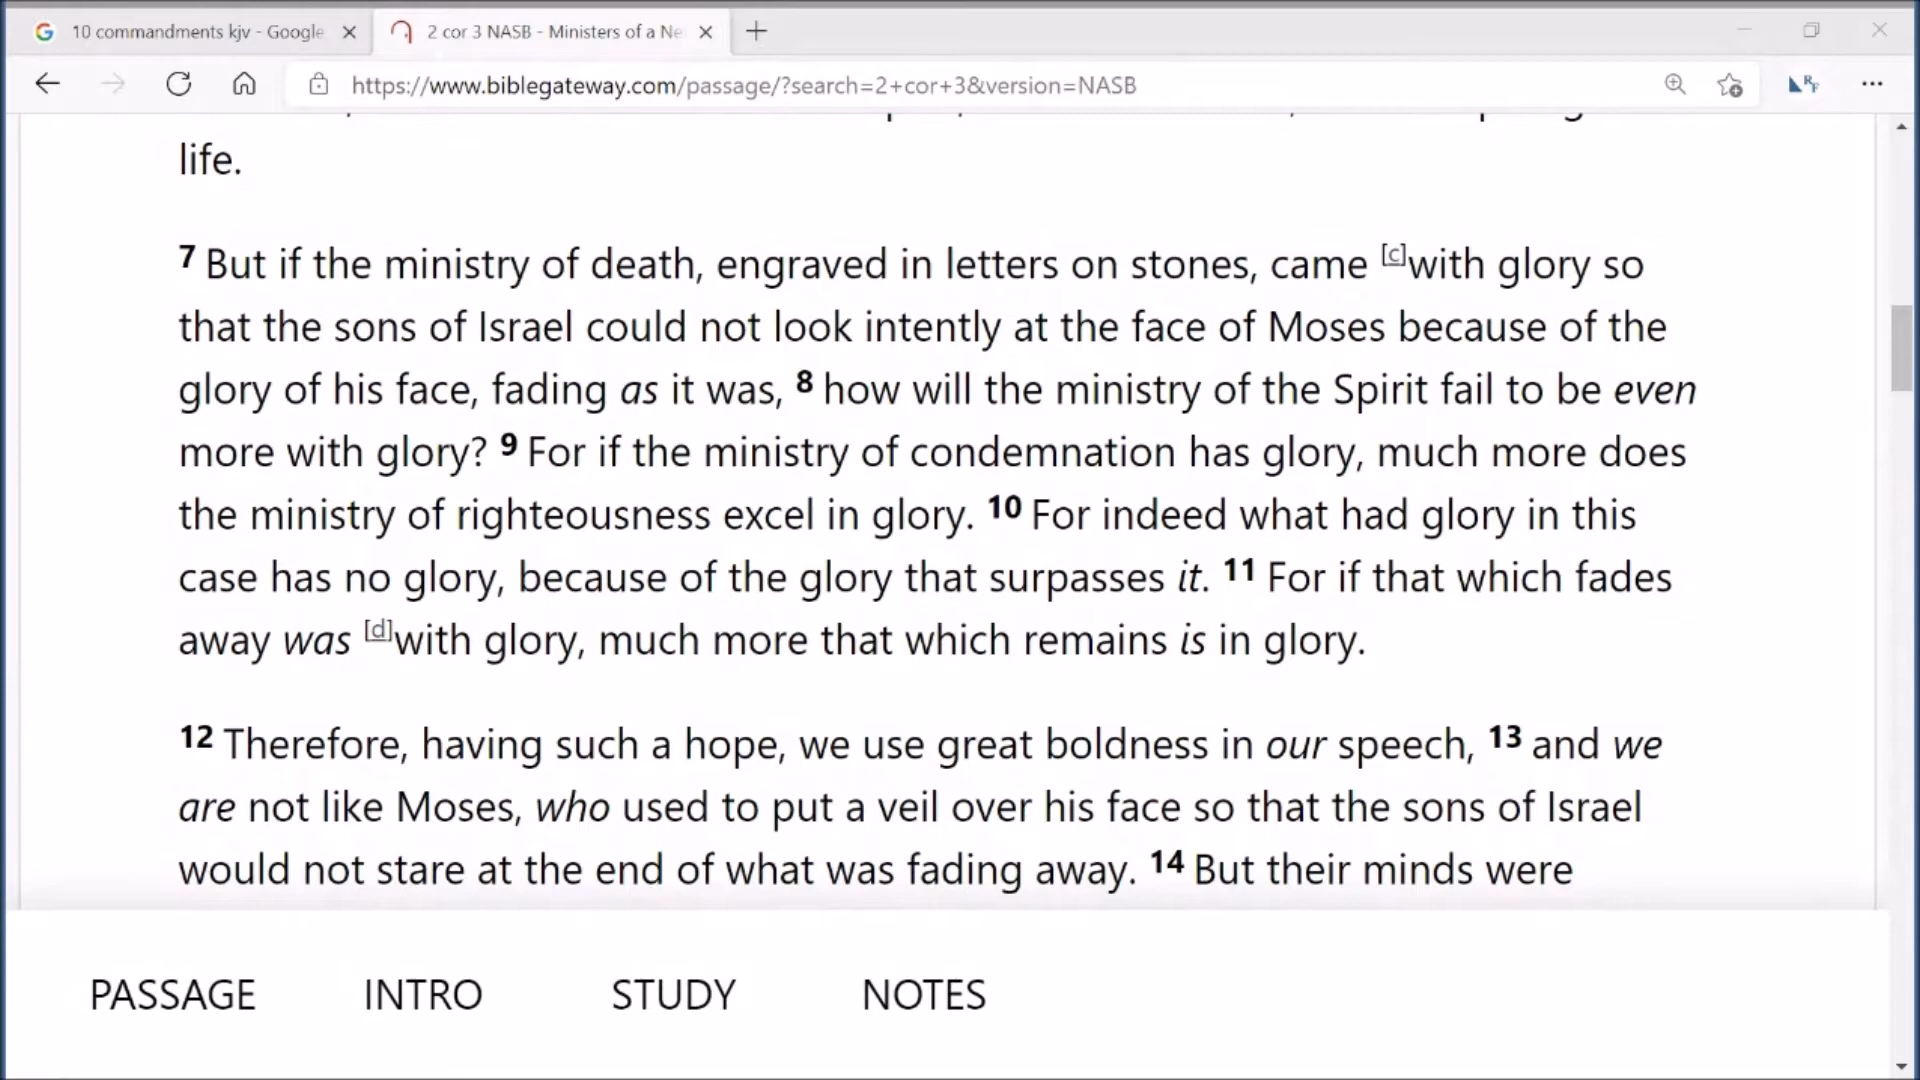 10 commandments kjv - Google
2 cor 3 NASB - Ministers of a Ne
https://www.biblegateway.com/passage/?search=2+cor+3&version=NASB
life.
7 But if the ministry of death, engraved in letters on stones, came [c]with glory so
that the sons of Israel could not look intently at the face of Moses because of the
glory of his face, fading as it was, 8 how will the ministry of the Spirit fail to be even
more with glory? 9 For if the ministry of condemnation has glory, much more does
the ministry of righteousness excel in glory. 10 For indeed what had glory in this
case has no glory, because of the glory that surpasses it. 11 For if that which fades
away was [d]with glory, much more that which remains is in glory.
12 Therefore, having such a hope, we use great boldness in our speech, 13 and we
are not like Moses, who used to put a veil over his face so that the sons of Israel
would not stare at the end of what was fading away. 14 But their minds were
PASSAGE INTRO STUDY NOTES